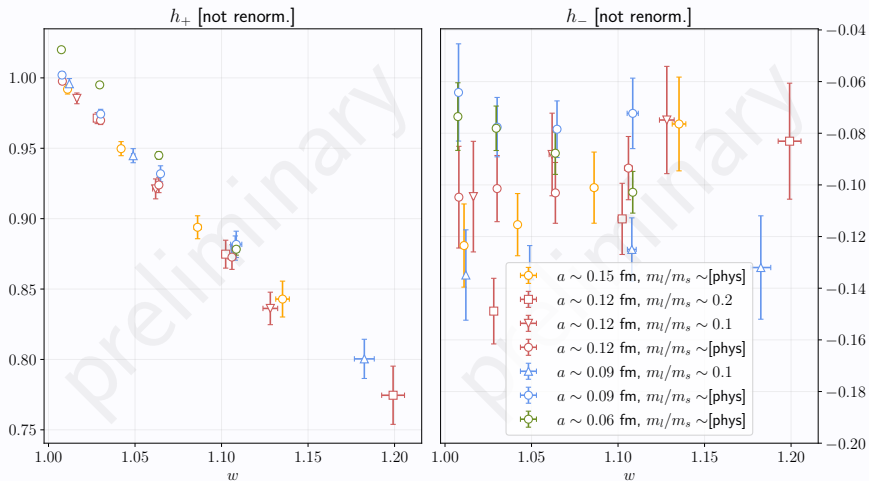 h₊ [not renorm.]
1.00
0.95
0.90
0.85
0.80
0.75
1.00 1.05 1.10 1.15 1.20
w
preliminary
h₋ [not renorm.]
−0.04
−0.06
−0.08
−0.10
−0.12
−0.14
−0.16
−0.18
−0.20
1.00 1.05 1.10 1.15 1.20
w
preliminary
a ∼ 0.15 fm, mₗ/mₛ ∼[phys]
a ∼ 0.12 fm, mₗ/mₛ ∼ 0.2
a ∼ 0.12 fm, mₗ/mₛ ∼ 0.1
a ∼ 0.12 fm, mₗ/mₛ ∼[phys]
a ∼ 0.09 fm, mₗ/mₛ ∼ 0.1
a ∼ 0.09 fm, mₗ/mₛ ∼[phys]
a ∼ 0.06 fm, mₗ/mₛ ∼[phys]